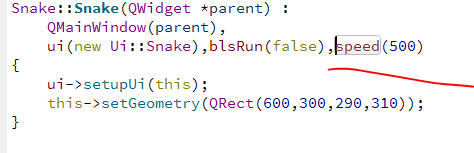 Snake::Snake(QWidget *parent) :
QMainWindow(parent),
ui(new Ui::Snake),blsRun(false),speed(500)
{
ui->setupUi(this);
this->setGeometry(QRect(600,300,290,310));
}